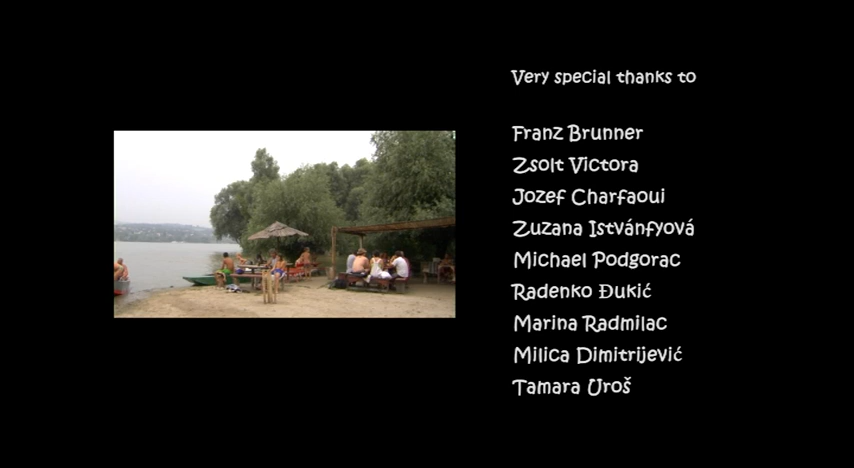 Very special thanks to
Franz Brunner
Zsolt Victora
Jozef Charfaoui
Zuzana Istvánfyová
Michael Podgorac
Radenko Đukić
Marina Radmilac
Milica Dimitrijević
Tamara Uroš